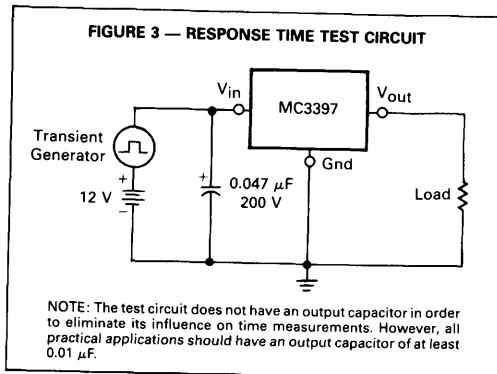 FIGURE 3 — RESPONSE TIME TEST CIRCUIT
Vin
MC3397
Vout
Transient
Generator
Gnd
+
+
0.047 μF
200 V
12 V
−
Load
NOTE: The test circuit does not have an output capacitor in order
to eliminate its influence on time measurements. However, all
practical applications should have an output capacitor of at least
0.01 μF.